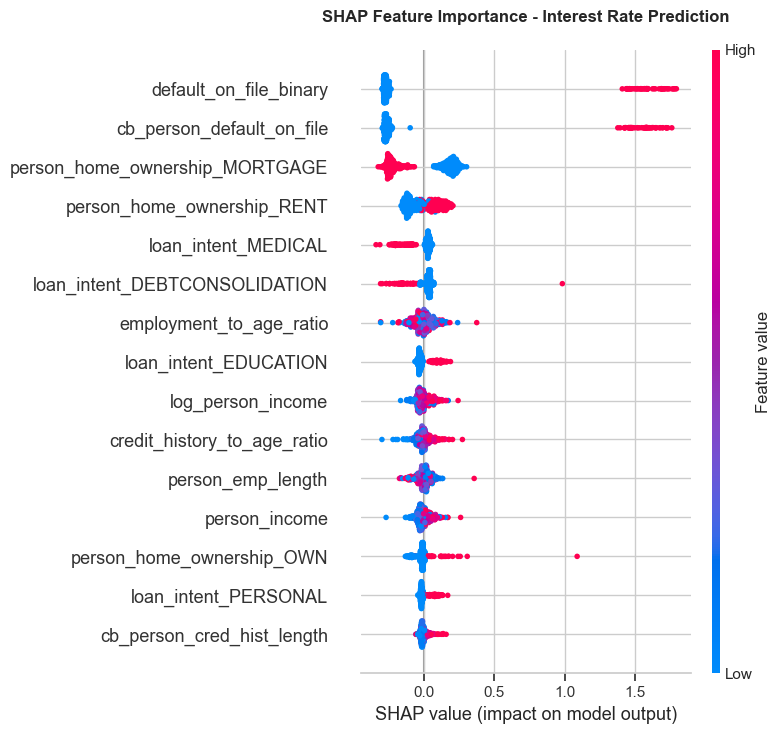 SHAP Feature Importance - Interest Rate Prediction
High
default_on_file_binary
cb_person_default_on_file
person_home_ownership_MORTGAGE
person_home_ownership_RENT
loan_intent_MEDICAL
loan_intent_DEBTCONSOLIDATION
employment_to_age_ratio
loan_intent_EDUCATION
log_person_income
credit_history_to_age_ratio
person_emp_length
person_income
person_home_ownership_OWN
loan_intent_PERSONAL
cb_person_cred_hist_length
Feature value
Low
0.0 0.5 1.0 1.5
SHAP value (impact on model output)